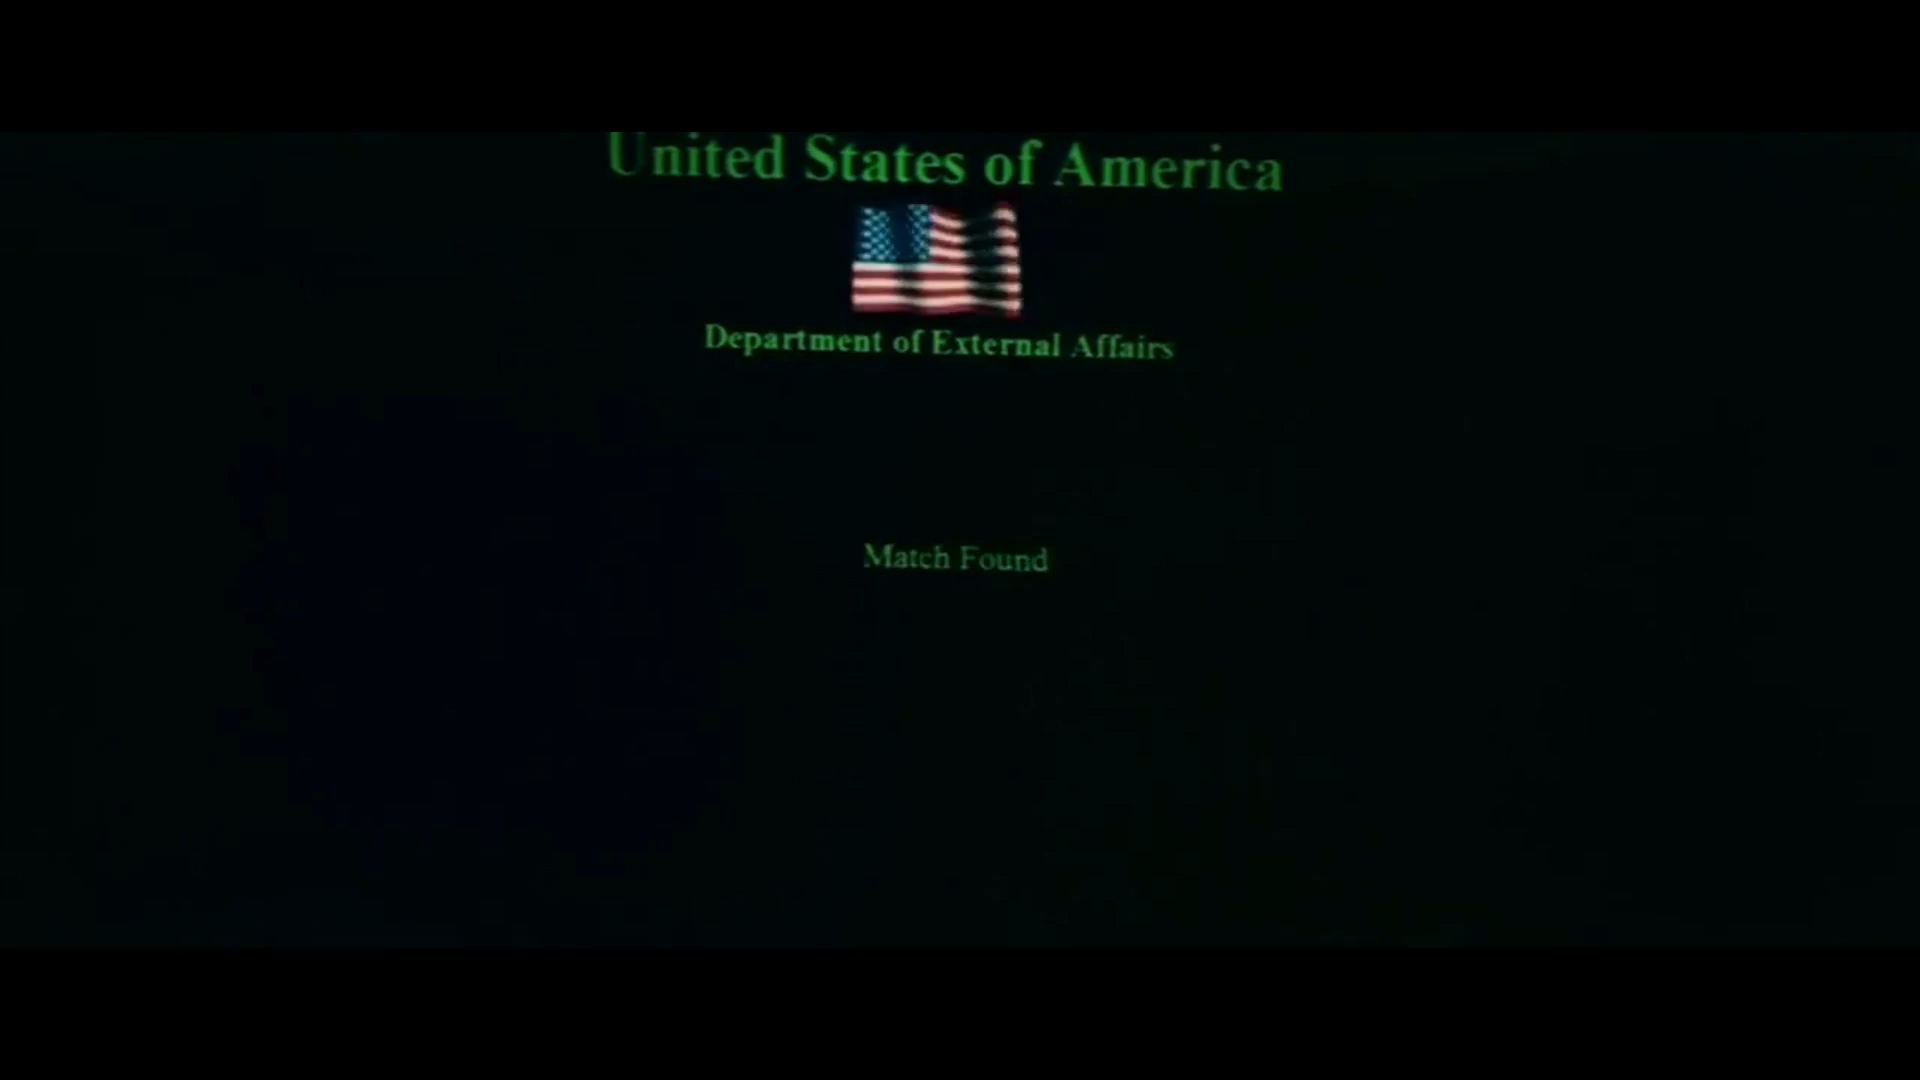 United States of America
Department of External Affairs
Match Found